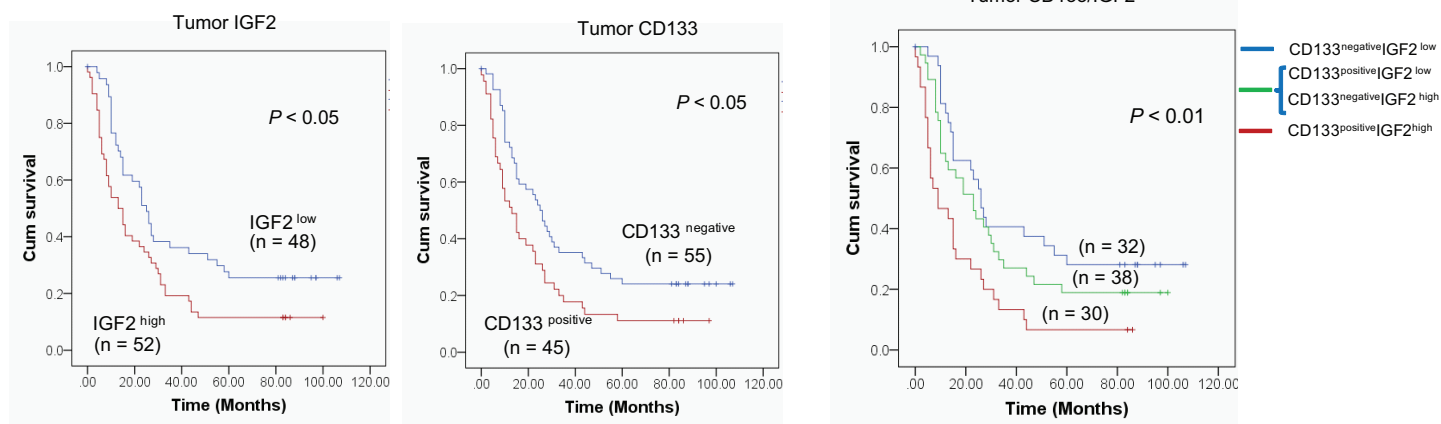 Tumor IGF2
1.0
0.8
0.6
0.4
0.2
0.0
Cum survival
P < 0.05
IGF2 low
(n = 48)
IGF2 high
(n = 52)
.00 20.00 40.00 60.00 80.00 100.00 120.00
Time (Months)
Tumor CD133
1.0
0.8
0.6
0.4
0.2
0.0
Cum survival
P < 0.05
CD133 negative
(n = 55)
CD133 positive
(n = 45)
.00 20.00 40.00 60.00 80.00 100.00 120.00
Time (Months)
Tumor
1.0
0.8
0.6
0.4
0.2
0.0
Cum survival
P < 0.01
(n = 32)
(n = 38)
(n = 30)
.00 20.00 40.00 60.00 80.00 100.00 120.00
Time (Months)
CD133negativeIGF2 low
CD133positiveIGF2 low
CD133negativeIGF2 high
CD133positiveIGF2high